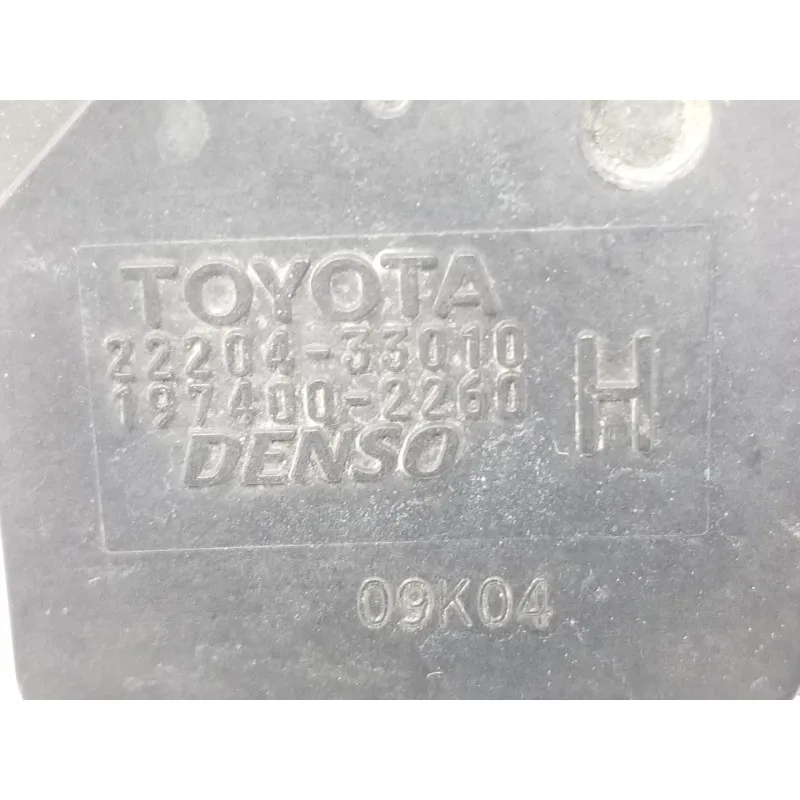 TOYOTA
22204-33010
197400-2260
DENSO
H
09K04